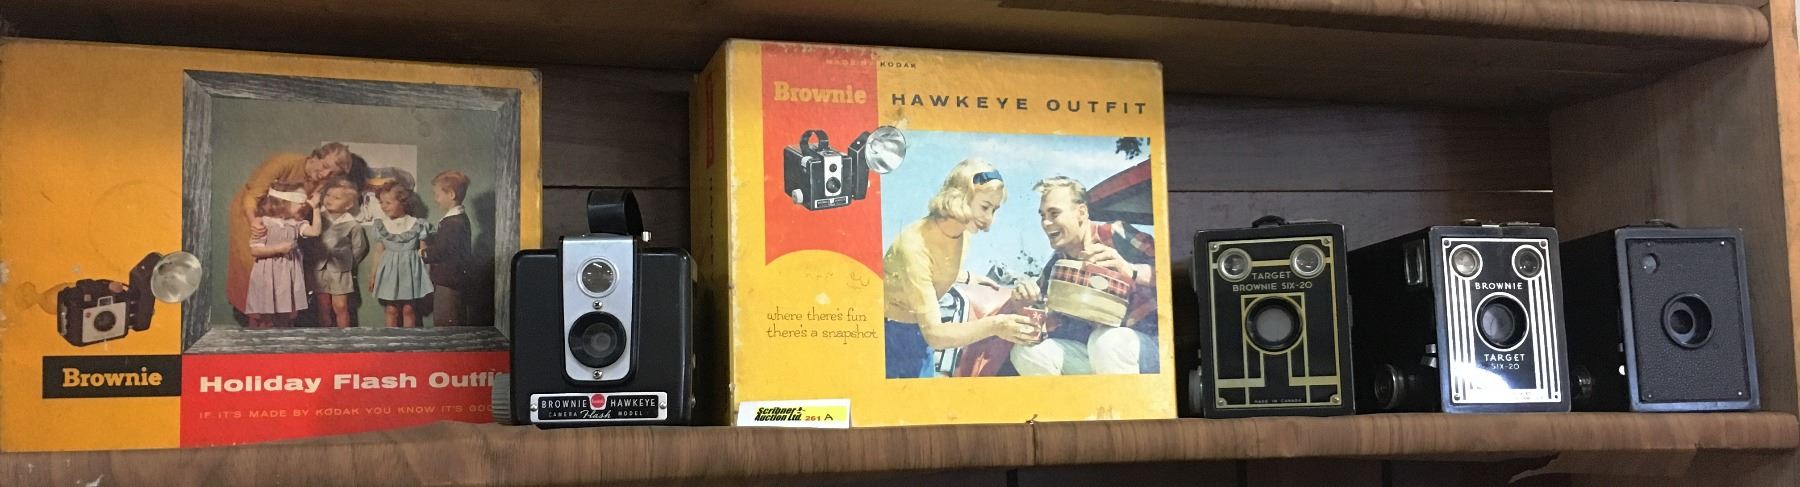 Brownie
Holiday Flash Outfi
IF IT'S MADE BY KODAK YOU KNOW IT'S GOO
BROWNIE HAWKEYE
CAMERA Flash MODEL
MADE BY KODAK
Brownie HAWKEYE OUTFIT
where there's fun
there's a snapshot
Scribner
Auction Ltd. 261 A
TARGET
BROWNIE SIX-20
MADE IN CANADA
BROWNIE
TARGET
SIX-20